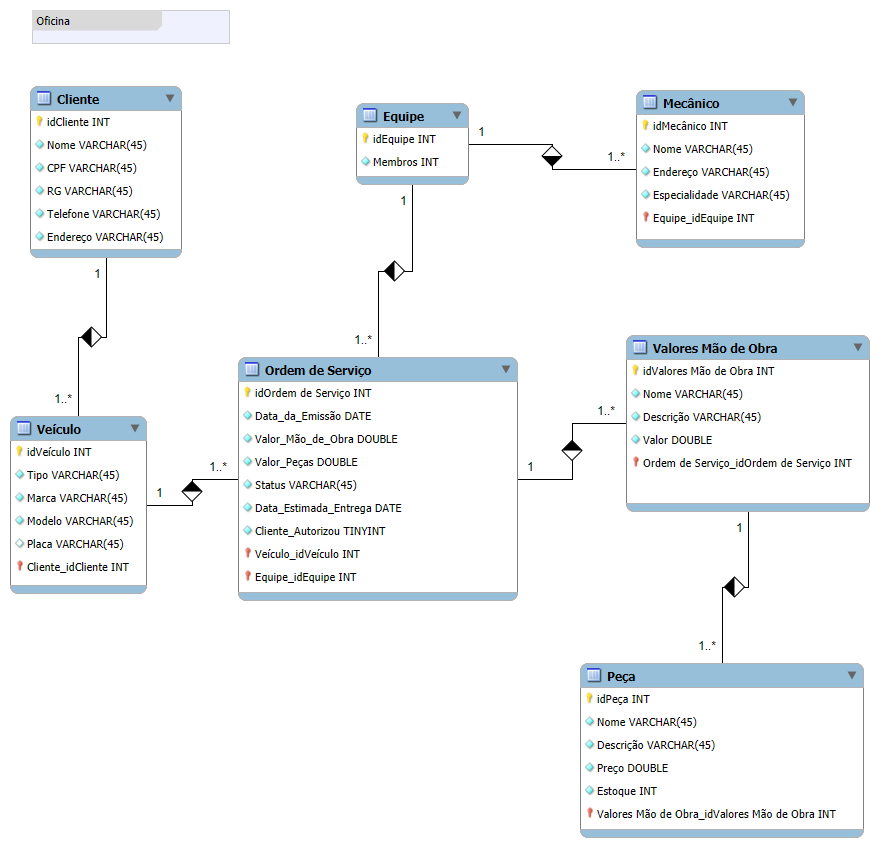 Oficina
Cliente
idCliente INT
Nome VARCHAR(45)
CPF VARCHAR(45)
RG VARCHAR(45)
Telefone VARCHAR(45)
Endereço VARCHAR(45)
1
1..*
Equipe
idEquipe INT
Membros INT
1
1..*
1
1..*
Mecânico
idMecânico INT
Nome VARCHAR(45)
Endereço VARCHAR(45)
Especialidade VARCHAR(45)
Equipe_idEquipe INT
Veículo
idVeículo INT
Tipo VARCHAR(45)
Marca VARCHAR(45)
Modelo VARCHAR(45)
Placa VARCHAR(45)
Cliente_idCliente INT
1
1..*
Ordem de Serviço
idOrdem de Serviço INT
Data_da_Emissão DATE
Valor_Mão_de_Obra DOUBLE
Valor_Peças DOUBLE
Status VARCHAR(45)
Data_Estimada_Entrega DATE
Cliente_Autorizou TINYINT
Veículo_idVeículo INT
Equipe_idEquipe INT
1
1..*
Valores Mão de Obra
idValores Mão de Obra INT
Nome VARCHAR(45)
Descrição VARCHAR(45)
Valor DOUBLE
Ordem de Serviço_idOrdem de Serviço INT
1
1..*
Peça
idPeça INT
Nome VARCHAR(45)
Descrição VARCHAR(45)
Preço DOUBLE
Estoque INT
Valores Mão de Obra_idValores Mão de Obra INT